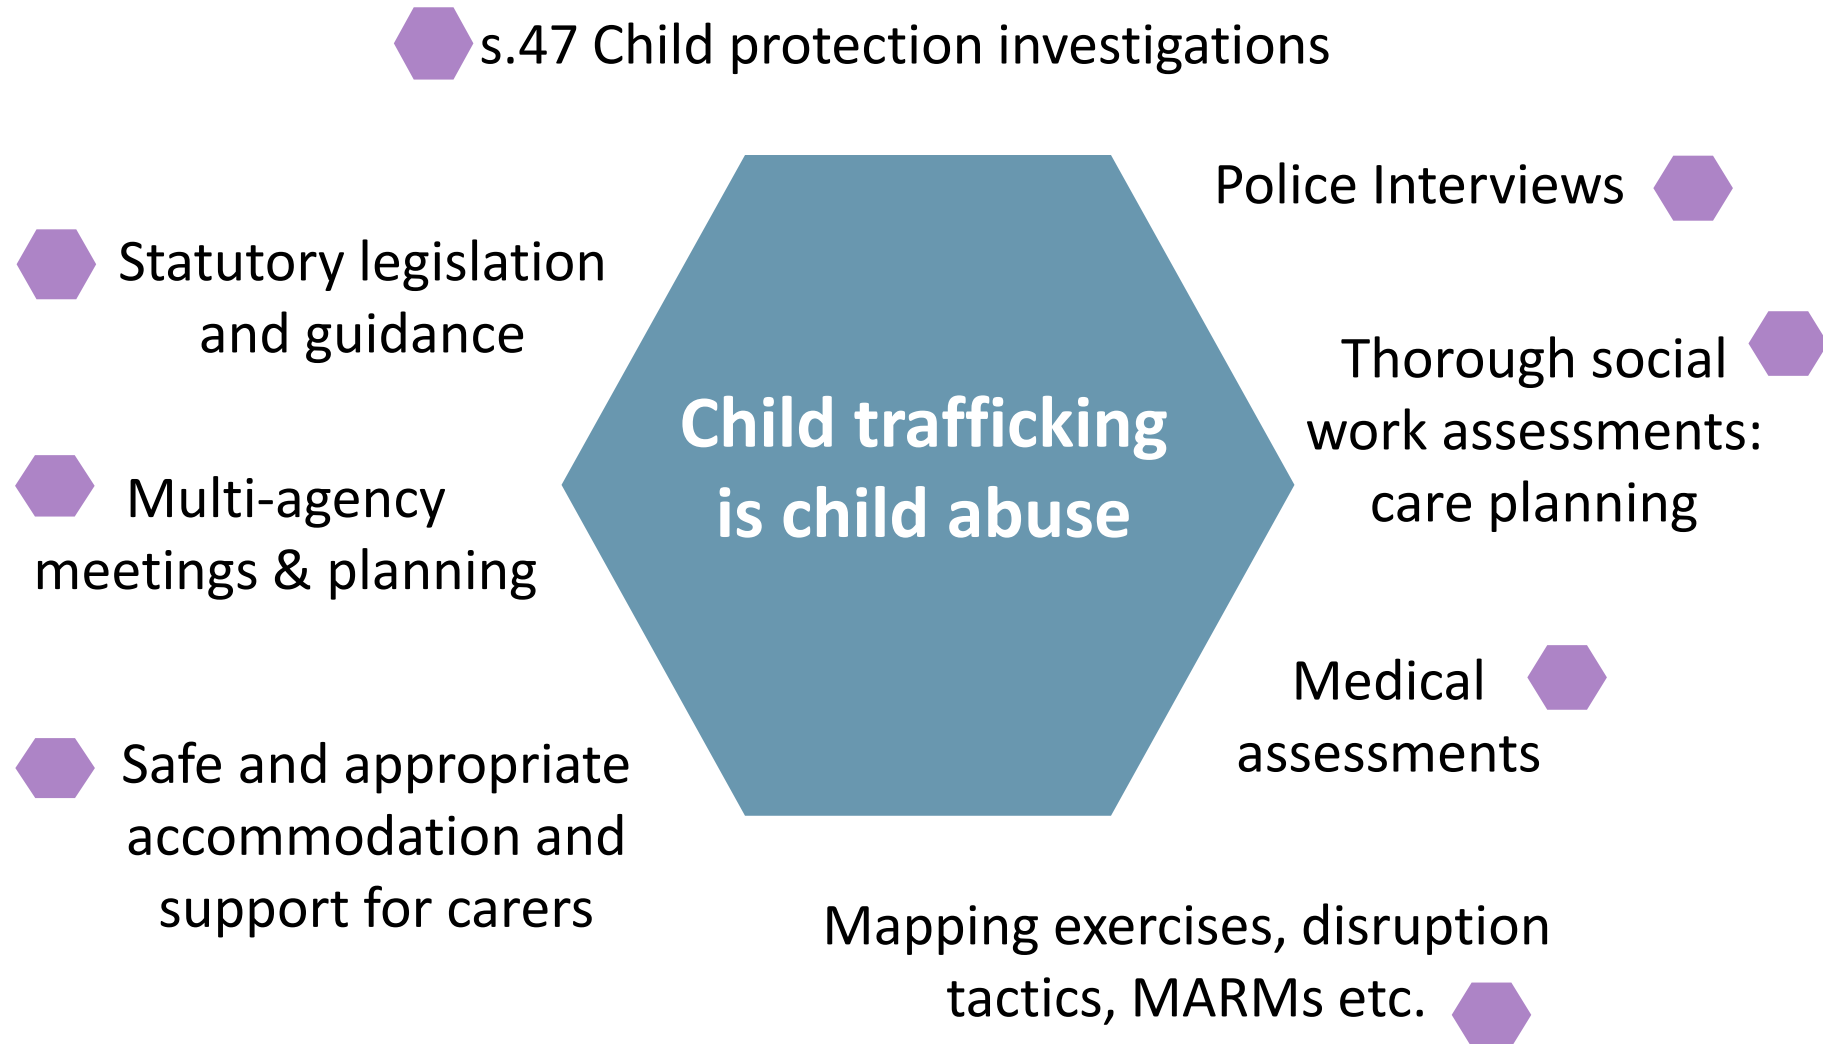 s.47 Child protection investigations
Police Interviews
Statutory legislation
and guidance
Thorough social
work assessments:
care planning
Child trafficking
is child abuse
Multi-agency
meetings & planning
Medical
assessments
Safe and appropriate
accommodation and
support for carers
Mapping exercises, disruption
tactics, MARMs etc.